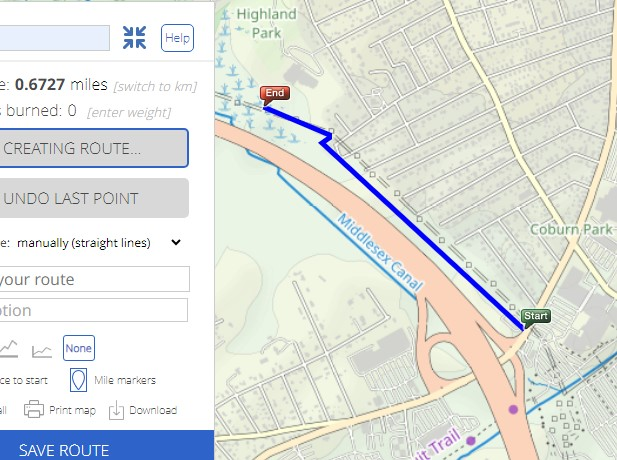 Help
e: 0.6727 miles [switch to km]
s burned: 0 [enter weight]
CREATING ROUTE...
UNDO LAST POINT
e: manually (straight lines)
your route
otion
None
ce to start
Mile markers
all
Print map
Download
SAVE ROUTE
Highland
Park
End
Middlesex Canal
Coburn Park
Start
ult Trail